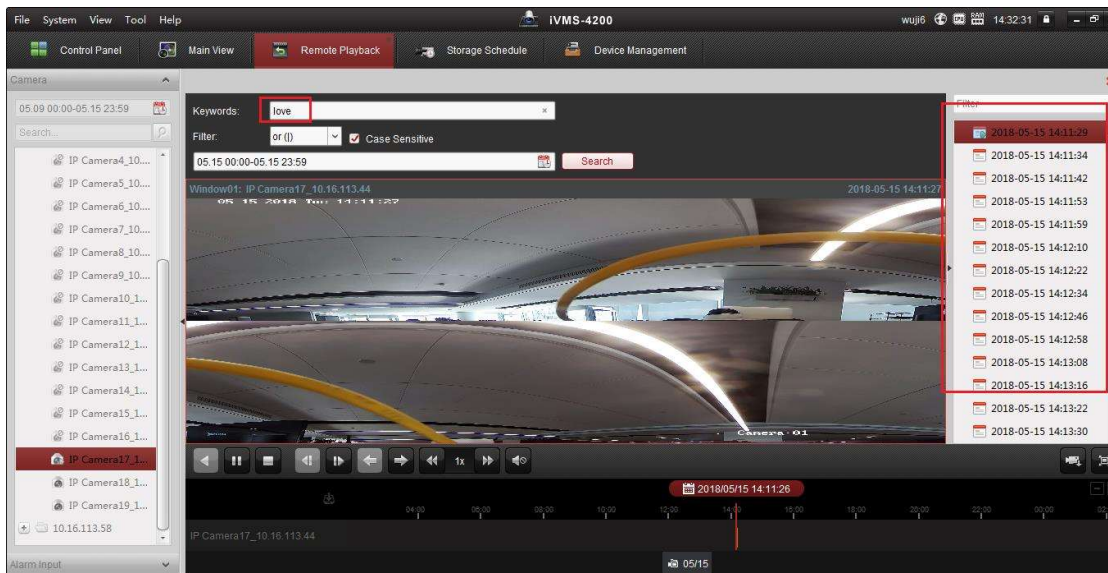 File System View Tool Help iVMS-4200 wuji6 14:32:31
Control Panel Main View Remote Playback Storage Schedule Device Management
Camera
05.09 00:00-05.15 23:59
Search...
IP Camera4_10....
IP Camera5_10....
IP Camera6_10....
IP Camera7_10....
IP Camera8_10....
IP Camera9_10....
IP Camera10_1...
IP Camera11_1...
IP Camera12_1...
IP Camera13_1...
IP Camera14_1...
IP Camera15_1...
IP Camera16_1...
IP Camera17_1...
IP Camera18_1...
IP Camera19_1...
10.16.113.58
Alarm Input
Keywords: love
Filter: or (|) Case Sensitive
05.15 00:00-05.15 23:59 Search
Window01: IP Camera17_10.16.113.44 2018-05-15 14:11:27
05 15 2018 Tue 14:11:27
Camera 01
1x
2018/05/15 14:11:26
04:00 06:00 08:00 10:00 12:00 14:00 16:00 18:00 20:00 22:00 00:00
IP Camera17_10.16.113.44
05/15
Filter
2018-05-15 14:11:29
2018-05-15 14:11:34
2018-05-15 14:11:42
2018-05-15 14:11:53
2018-05-15 14:11:59
2018-05-15 14:12:10
2018-05-15 14:12:22
2018-05-15 14:12:34
2018-05-15 14:12:46
2018-05-15 14:12:58
2018-05-15 14:13:08
2018-05-15 14:13:16
2018-05-15 14:13:22
2018-05-15 14:13:30